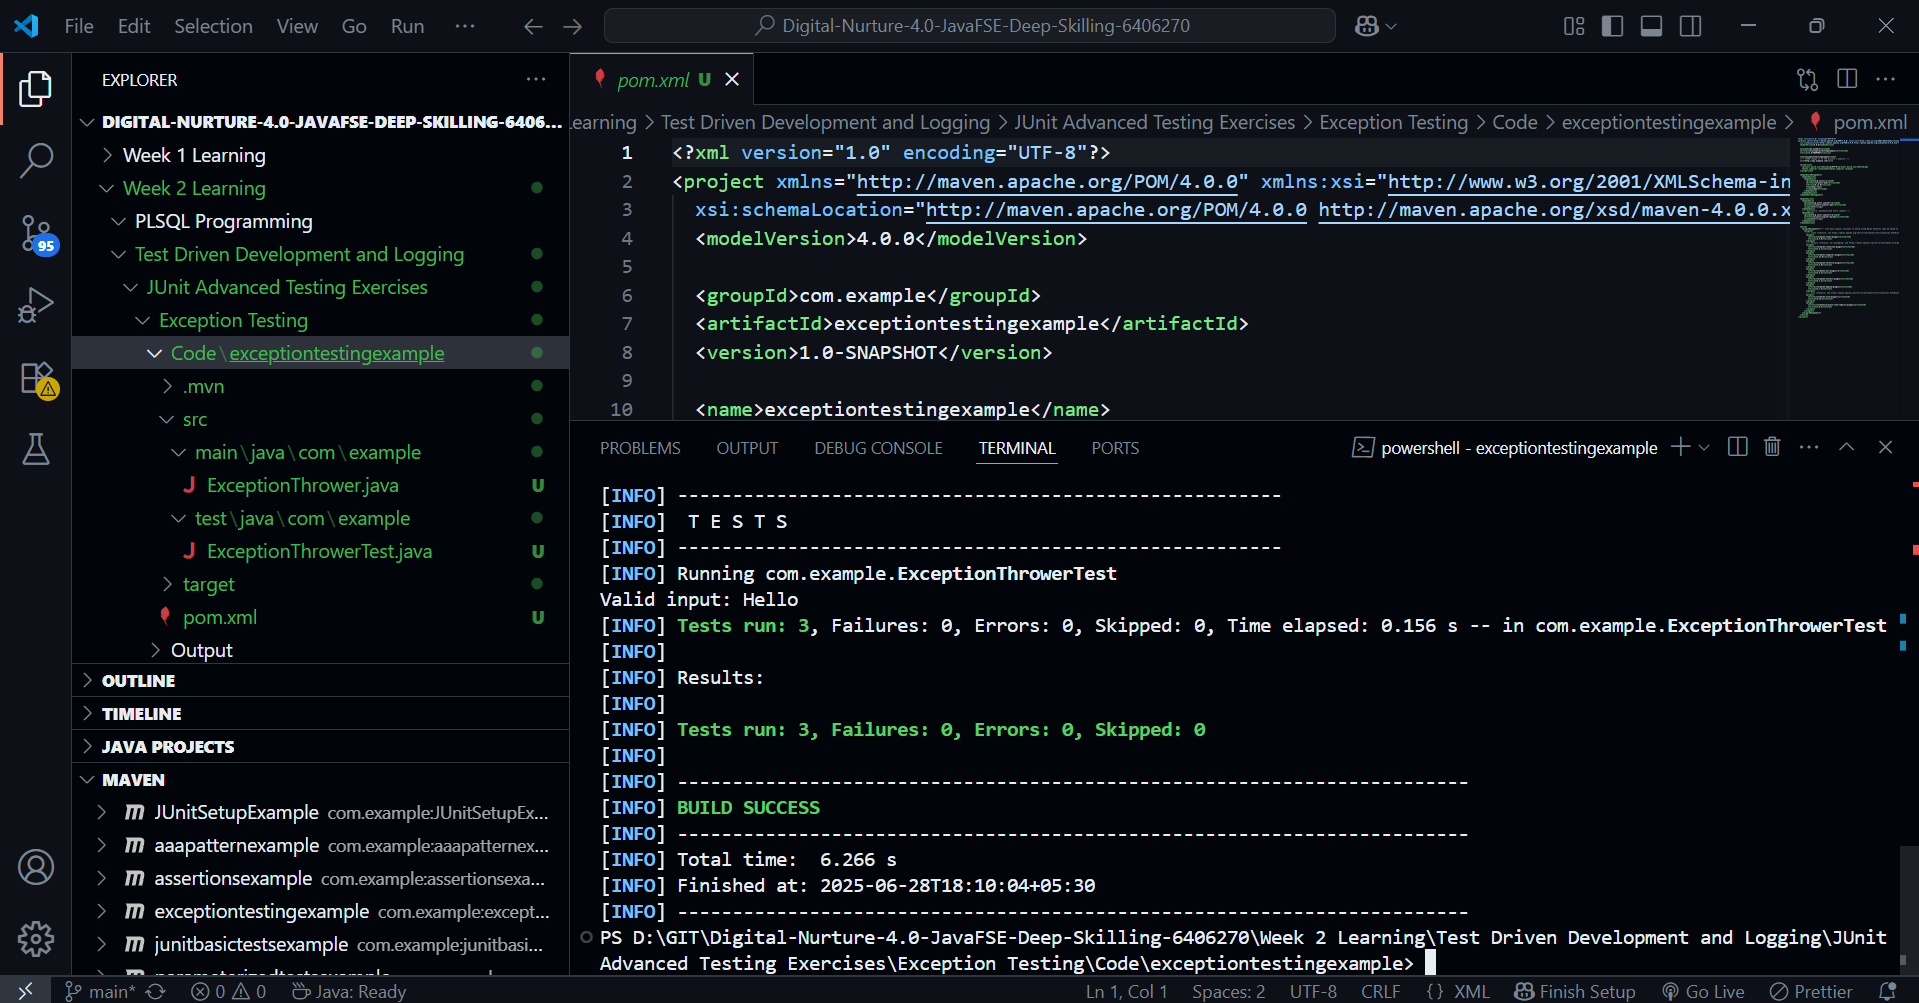 File Edit Selection View Go Run ··· Digital-Nurture-4.0-JavaFSE-Deep-Skilling-6406270
EXPLORER
DIGITAL-NURTURE-4.0-JAVAFSE-DEEP-SKILLING-6406...
Week 1 Learning
Week 2 Learning
PLSQL Programming
Test Driven Development and Logging
JUnit Advanced Testing Exercises
Exception Testing
Code\exceptiontestingexample
.mvn
src
main\java\com\example
J ExceptionThrower.java U
test\java\com\example
J ExceptionThrowerTest.java U
target
pom.xml U
Output
OUTLINE
TIMELINE
JAVA PROJECTS
MAVEN
JUnitSetupExample com.example:JUnitSetupEx...
aaapatternexample com.example:aaapatternex...
assertionsexample com.example:assertionsexa...
exceptiontestingexample com.example:except...
junitbasictestsexample com.example:junitbasi...
95
pom.xml U
earning > Test Driven Development and Logging > JUnit Advanced Testing Exercises > Exception Testing > Code > exceptiontestingexample > pom.xml
1 <?xml version="1.0" encoding="UTF-8"?>
2 <project xmlns="http://maven.apache.org/POM/4.0.0" xmlns:xsi="http://www.w3.org/2001/XMLSchema-in
3 xsi:schemaLocation="http://maven.apache.org/POM/4.0.0 http://maven.apache.org/xsd/maven-4.0.0.x
4 <modelVersion>4.0.0</modelVersion>
5
6 <groupId>com.example</groupId>
7 <artifactId>exceptiontestingexample</artifactId>
8 <version>1.0-SNAPSHOT</version>
9
10 <name>exceptiontestingexample</name>
PROBLEMS OUTPUT DEBUG CONSOLE TERMINAL PORTS powershell - exceptiontestingexample
[INFO] -------------------------------------------------------
[INFO]  T E S T S
[INFO] -------------------------------------------------------
[INFO] Running com.example.ExceptionThrowerTest
Valid input: Hello
[INFO] Tests run: 3, Failures: 0, Errors: 0, Skipped: 0, Time elapsed: 0.156 s -- in com.example.ExceptionThrowerTest
[INFO]
[INFO] Results:
[INFO]
[INFO] Tests run: 3, Failures: 0, Errors: 0, Skipped: 0
[INFO]
[INFO] ------------------------------------------------------------------------
[INFO] BUILD SUCCESS
[INFO] ------------------------------------------------------------------------
[INFO] Total time:  6.266 s
[INFO] Finished at: 2025-06-28T18:10:04+05:30
[INFO] ------------------------------------------------------------------------
PS D:\GIT\Digital-Nurture-4.0-JavaFSE-Deep-Skilling-6406270\Week 2 Learning\Test Driven Development and Logging\JUnit
Advanced Testing Exercises\Exception Testing\Code\exceptiontestingexample>
main* 0 0 Java: Ready Ln 1, Col 1 Spaces: 2 UTF-8 CRLF {} XML Finish Setup Go Live Prettier